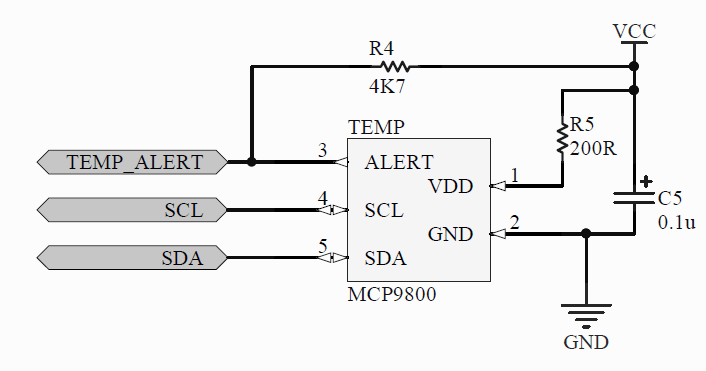 VCC
R4
4K7
TEMP
R5
200R
TEMP_ALERT
3
ALERT
1
VDD
SCL
4
SCL
C5
0.1u
GND
2
SDA
5
SDA
MCP9800
GND